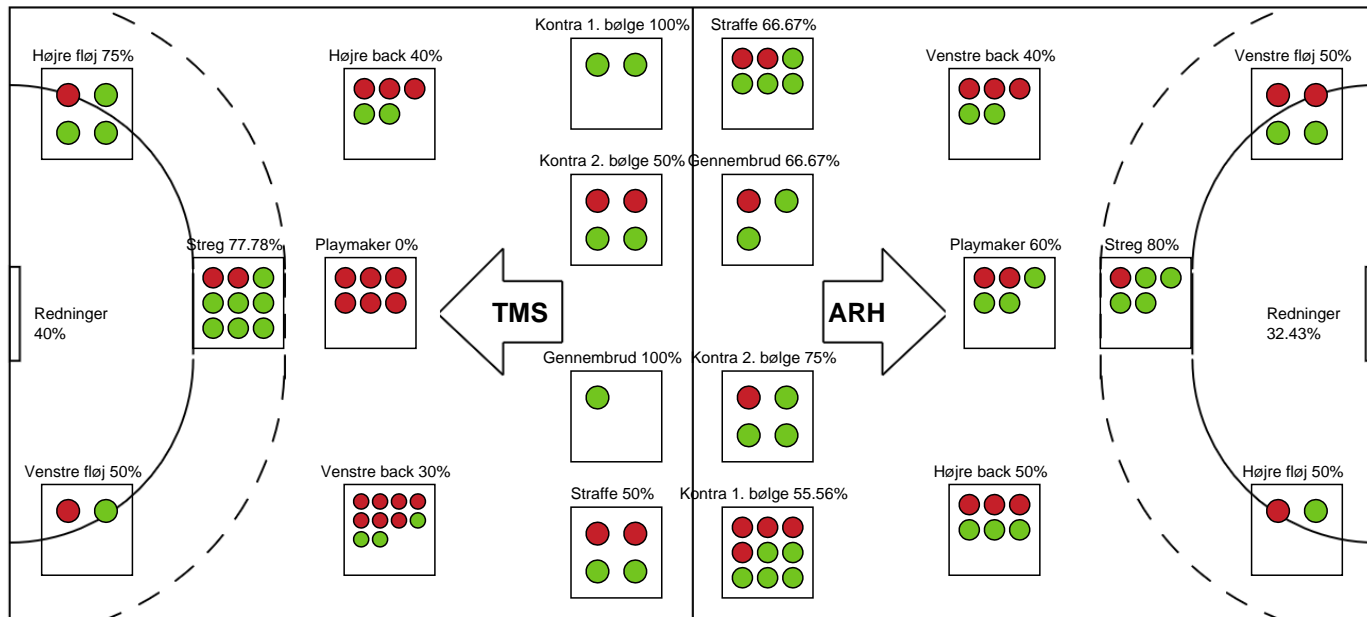 Kontra 1. bølge 100%
Straffe 66.67%
Højre fløj 75%
Højre back 40%
Venstre back 40%
Venstre fløj 50%
Kontra 2. bølge 50%
Gennembrud 66.67%
Streg 77.78%
Playmaker 0%
Playmaker 60%
Streg 80%
TMS
ARH
Redninger
40%
Redninger
32.43%
Gennembrud 100%
Kontra 2. bølge 75%
Venstre fløj 50%
Venstre back 30%
Højre back 50%
Højre fløj 50%
Straffe 50%
Kontra 1. bølge 55.56%